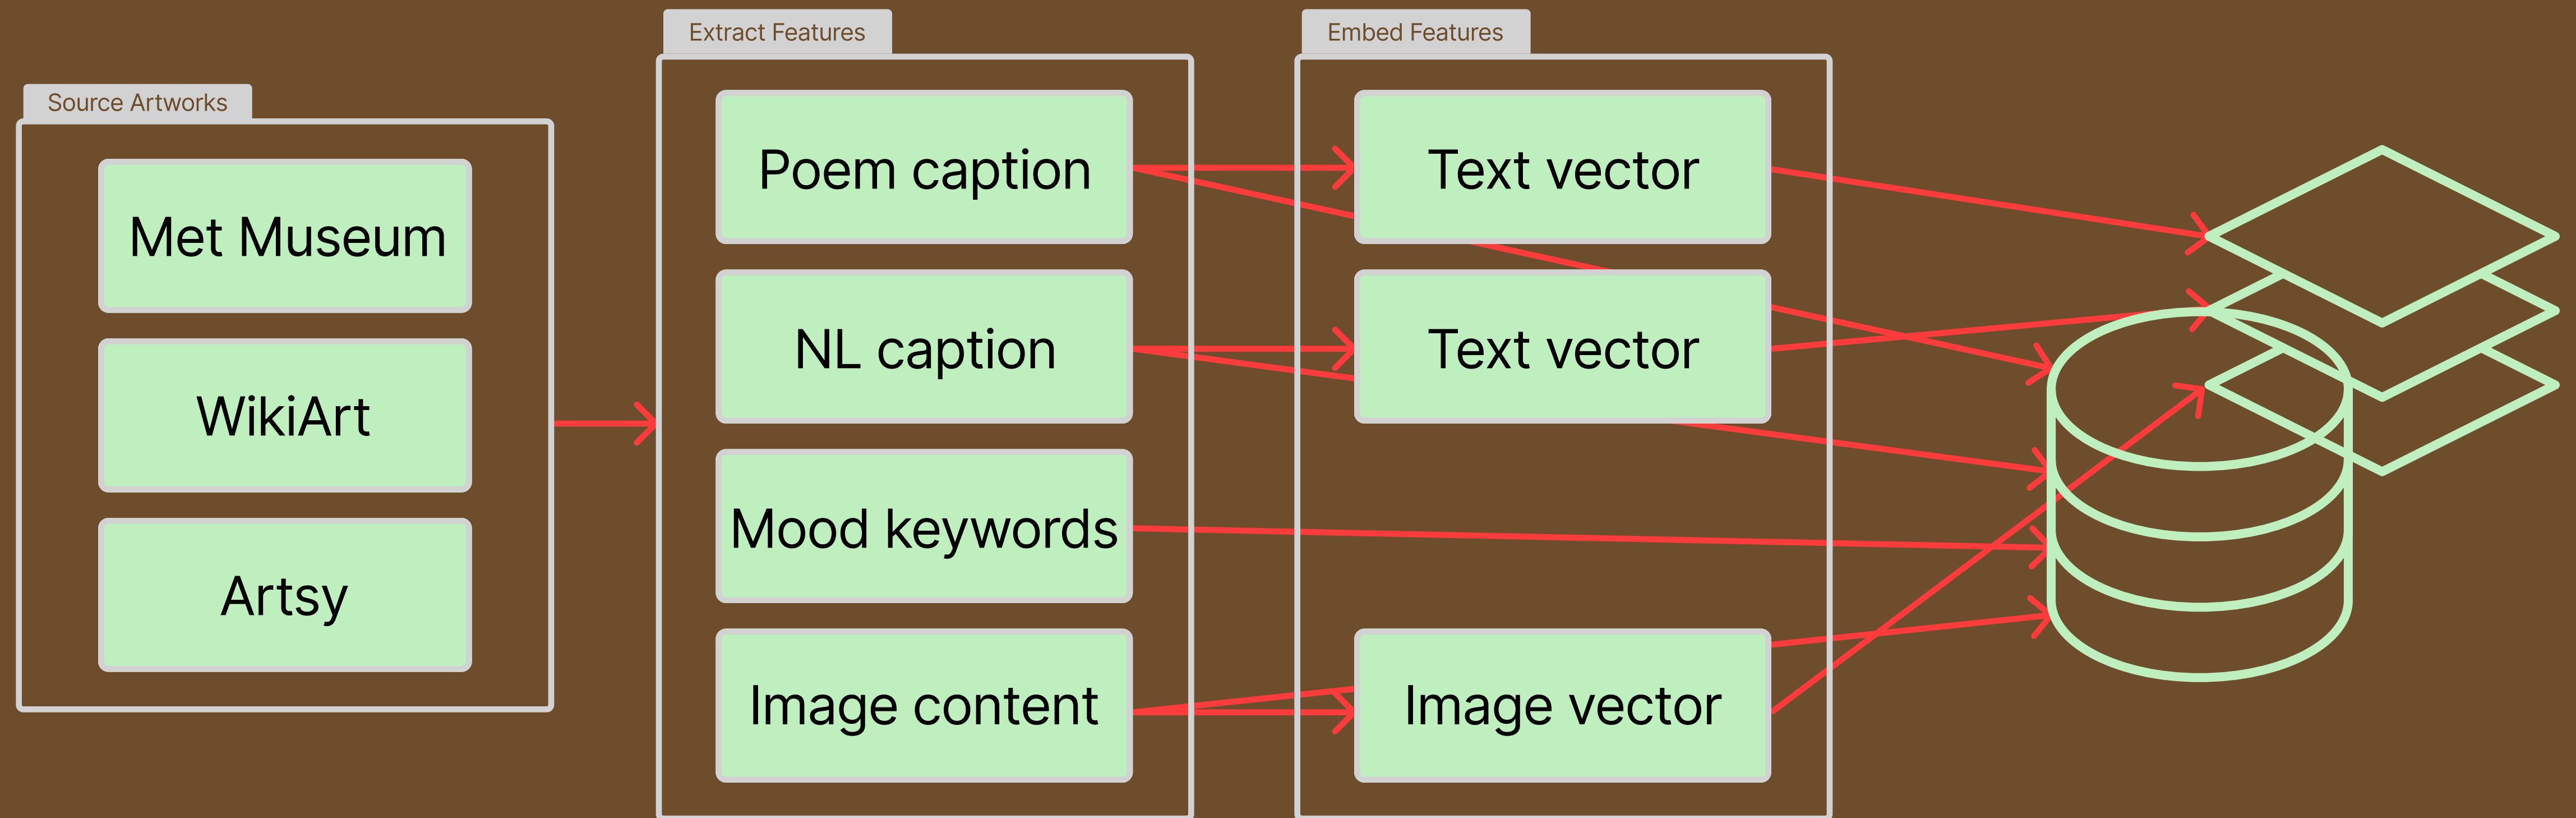 Source Artworks
Met Museum
WikiArt
Artsy
Extract Features
Poem caption
NL caption
Mood keywords
Image content
Embed Features
Text vector
Text vector
Image vector